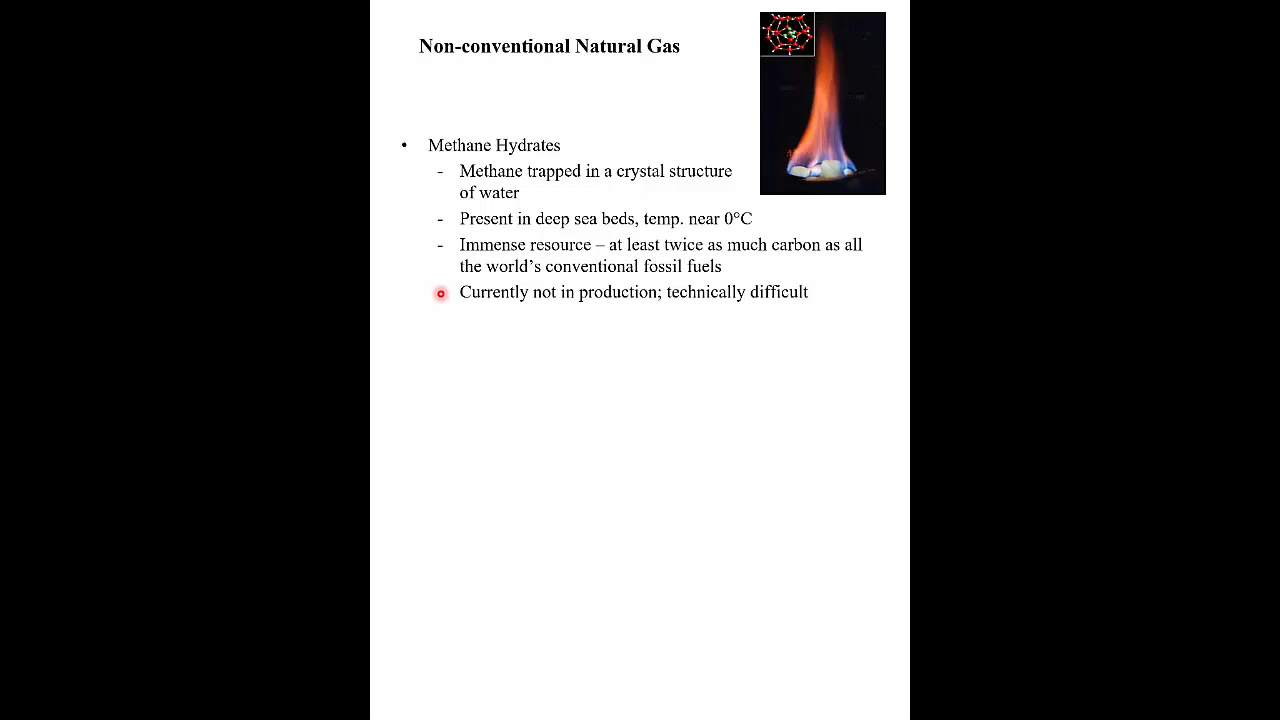 Non-conventional Natural Gas
• Methane Hydrates
- Methane trapped in a crystal structure
of water
- Present in deep sea beds, temp. near 0°C
- Immense resource – at least twice as much carbon as all
the world’s conventional fossil fuels
Currently not in production; technically difficult